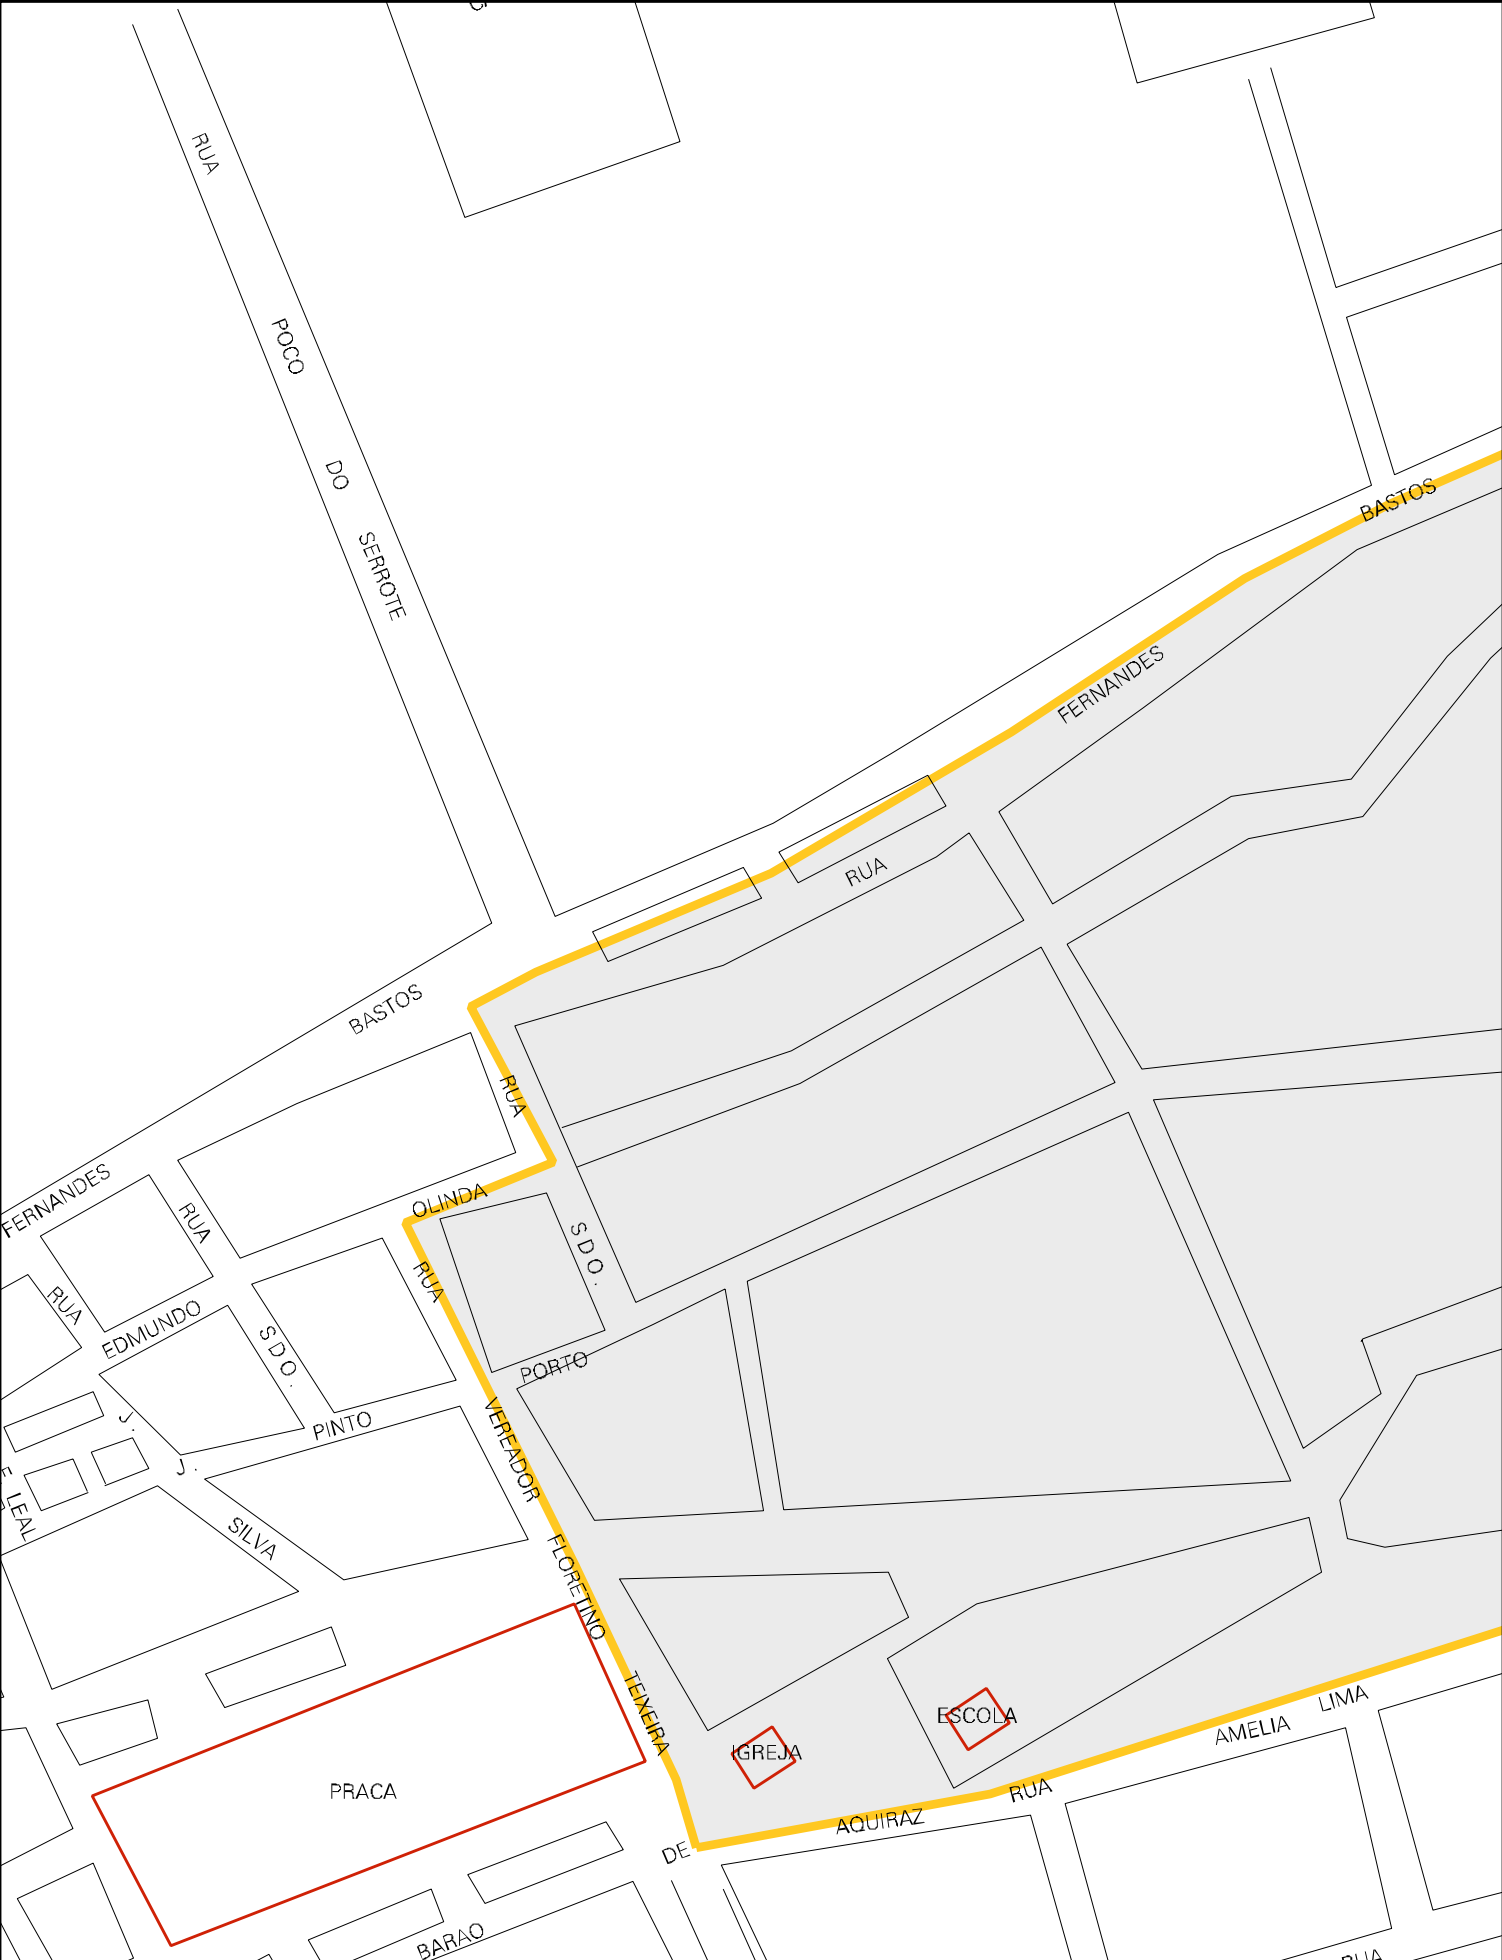 RUA
POCO
DO
SERROTE
BASTOS
FERNANDES
RUA
BASTOS
RUA
FERNANDES
OLINDA
RUA
S D O .
RUA
RUA
EDMUNDO
S D O .
PORTO
PINTO
J .
J .
VEREADOR
LEAL
SILVA
FLORETINO
TEIXEIRA
ESCOLA
IGREJA
PRACA
LIMA
AMELIA
RUA
AQUIRAZ
DE
BARAO
RUA